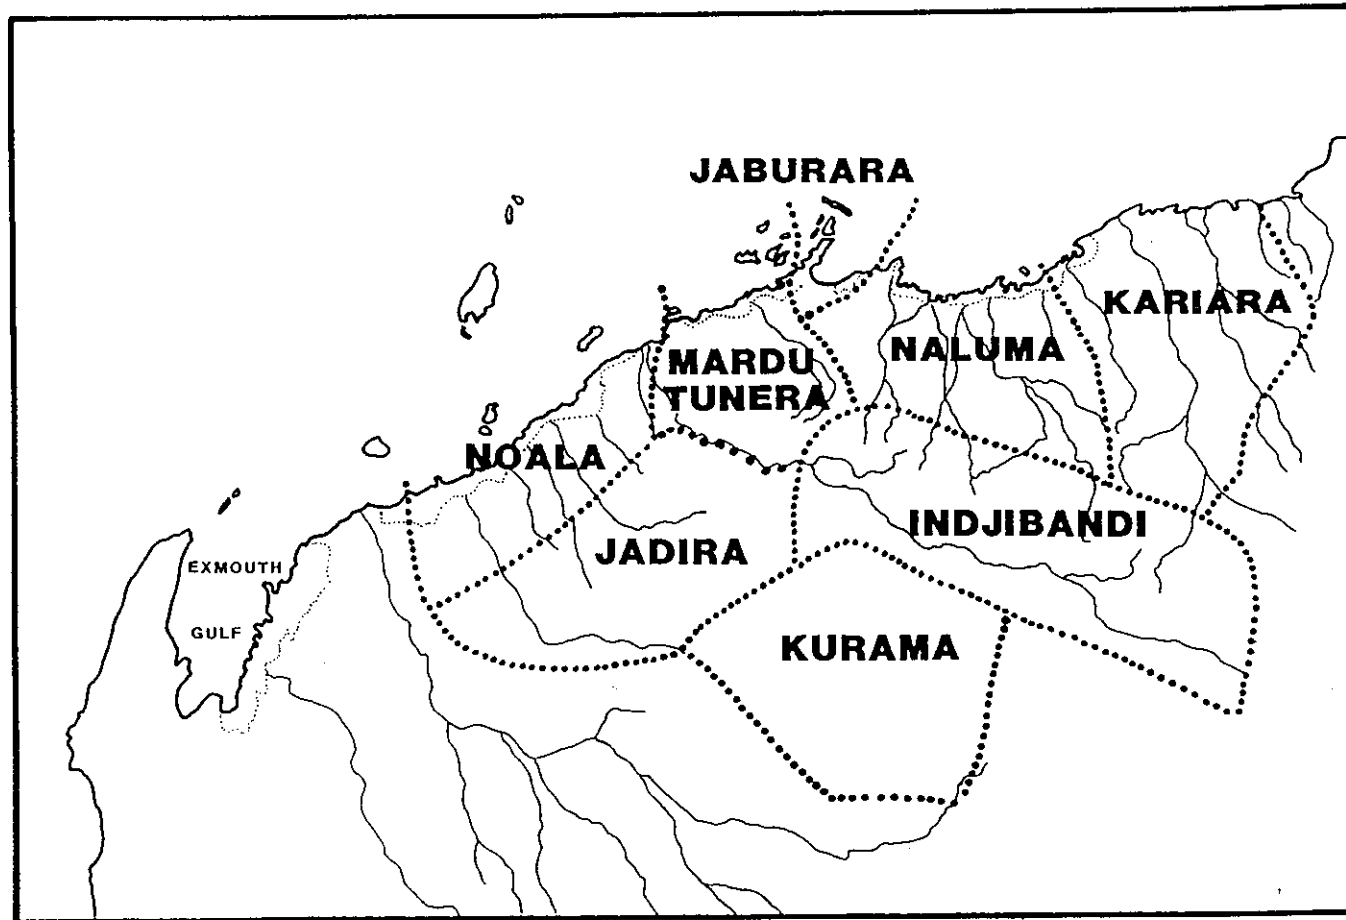 JABURARA
KARIARA
NALUMA
MARDU
TUNERA
NOALA
INDJIBANDI
JADIRA
EXMOUTH
GULF
KURAMA